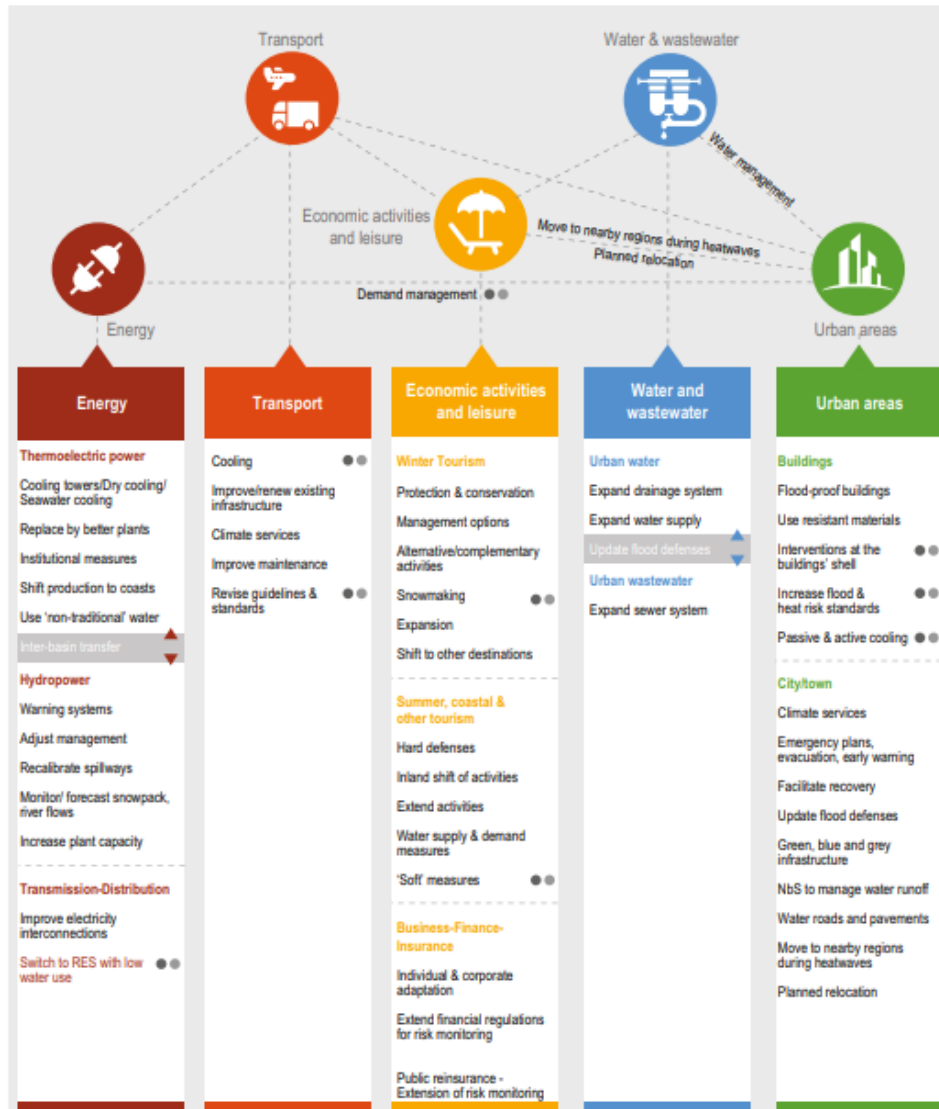 Transport
Water & wastewater
Water management
Economic activities
and leisure
Move to nearby regions during heatwaves
Planned relocation
Demand management
Energy
Urban areas
Energy
Thermoelectric power
Cooling towers/Dry cooling/
Seawater cooling
Replace by better plants
Institutional measures
Shift production to coasts
Use ‘non-traditional’ water
Inter-basin transfer
Hydropower
Warning systems
Adjust management
Recalibrate spillways
Monitor/ forecast snowpack,
river flows
Increase plant capacity
Transmission-Distribution
Improve electricity
interconnections
Switch to RES with low
water use
Transport
Cooling
Improve/renew existing
infrastructure
Climate services
Improve maintenance
Revise guidelines &
standards
Economic activities
and leisure
Winter Tourism
Protection & conservation
Management options
Alternative/complementary
activities
Snowmaking
Expansion
Shift to other destinations
Summer, coastal &
other tourism
Hard defenses
Inland shift of activities
Extend activities
Water supply & demand
measures
‘Soft’ measures
Business-Finance-
Insurance
Individual & corporate
adaptation
Extend financial regulations
for risk monitoring
Public reinsurance -
Extension of risk monitoring
Water and
wastewater
Urban water
Expand drainage system
Expand water supply
Update flood defenses
Urban wastewater
Expand sewer system
Urban areas
Buildings
Flood-proof buildings
Use resistant materials
Interventions at the
buildings’ shell
Increase flood &
heat risk standards
Passive & active cooling
City/town
Climate services
Emergency plans,
evacuation, early warning
Facilitate recovery
Update flood defenses
Green, blue and grey
infrastructure
NbS to manage water runoff
Water roads and pavements
Move to nearby regions
during heatwaves
Planned relocation